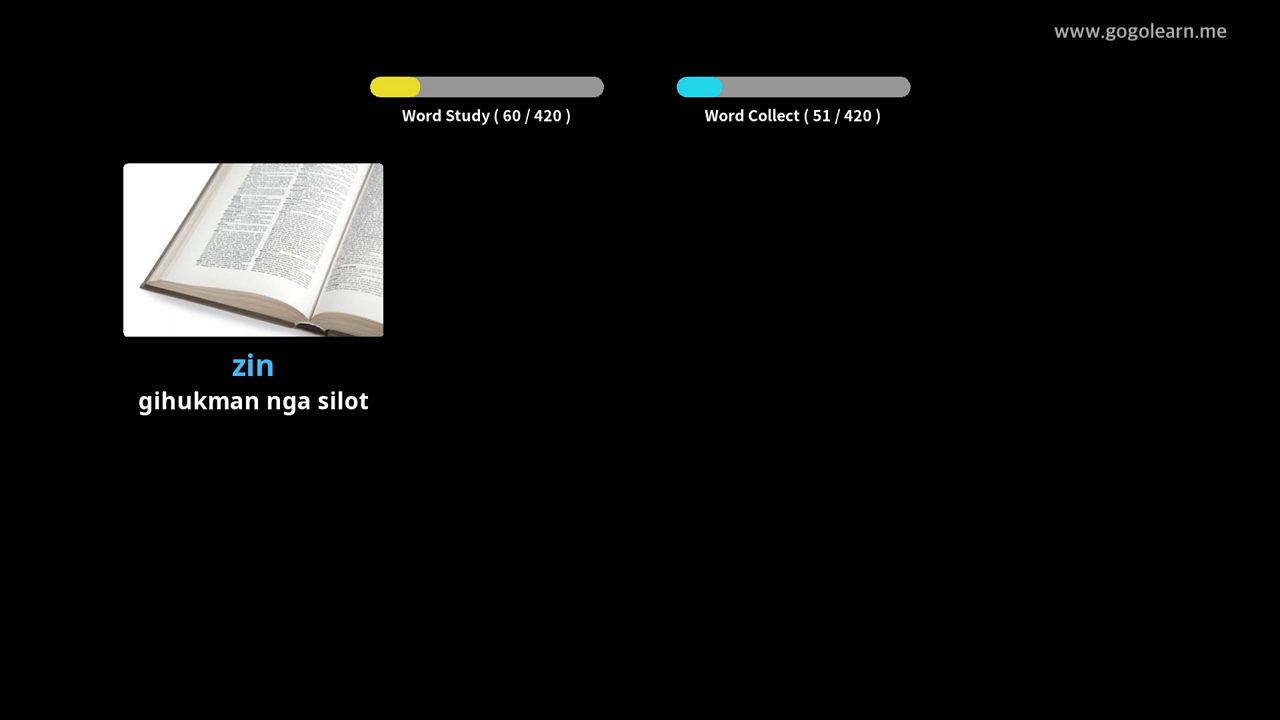 www.gogolearn.me
Word Study ( 60 / 420 )
Word Collect ( 51 / 420 )
zin
gihukman nga silot